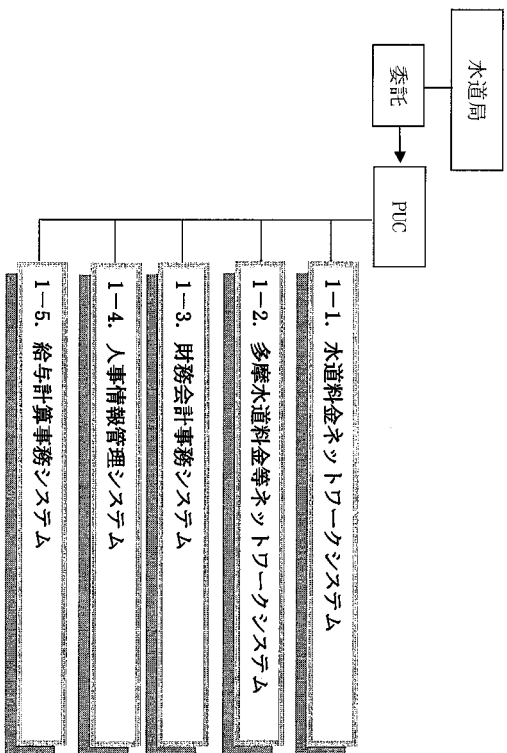 水道局
委託
PUC
1－1．水道料金ネットワークシステム
1－2．多摩水道料金等ネットワークシステム
1－3．財務会計事務システム
1－4．人事情報管理システム
1－5．給与計算事務システム